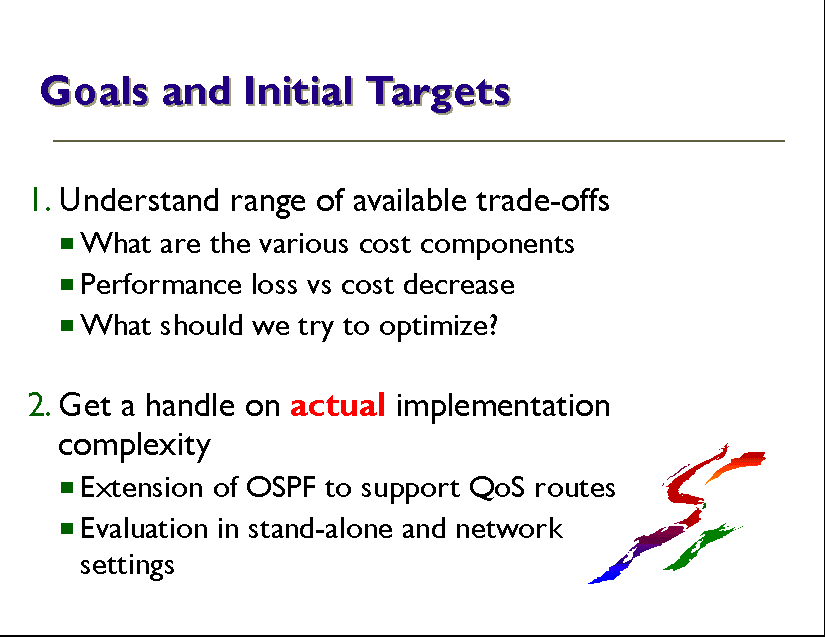 Goals and Initial Targets
1. Understand range of available trade-offs
What are the various cost components
Performance loss vs cost decrease
What should we try to optimize?
2. Get a handle on actual implementation
complexity
Extension of OSPF to support QoS routes
Evaluation in stand-alone and network
settings